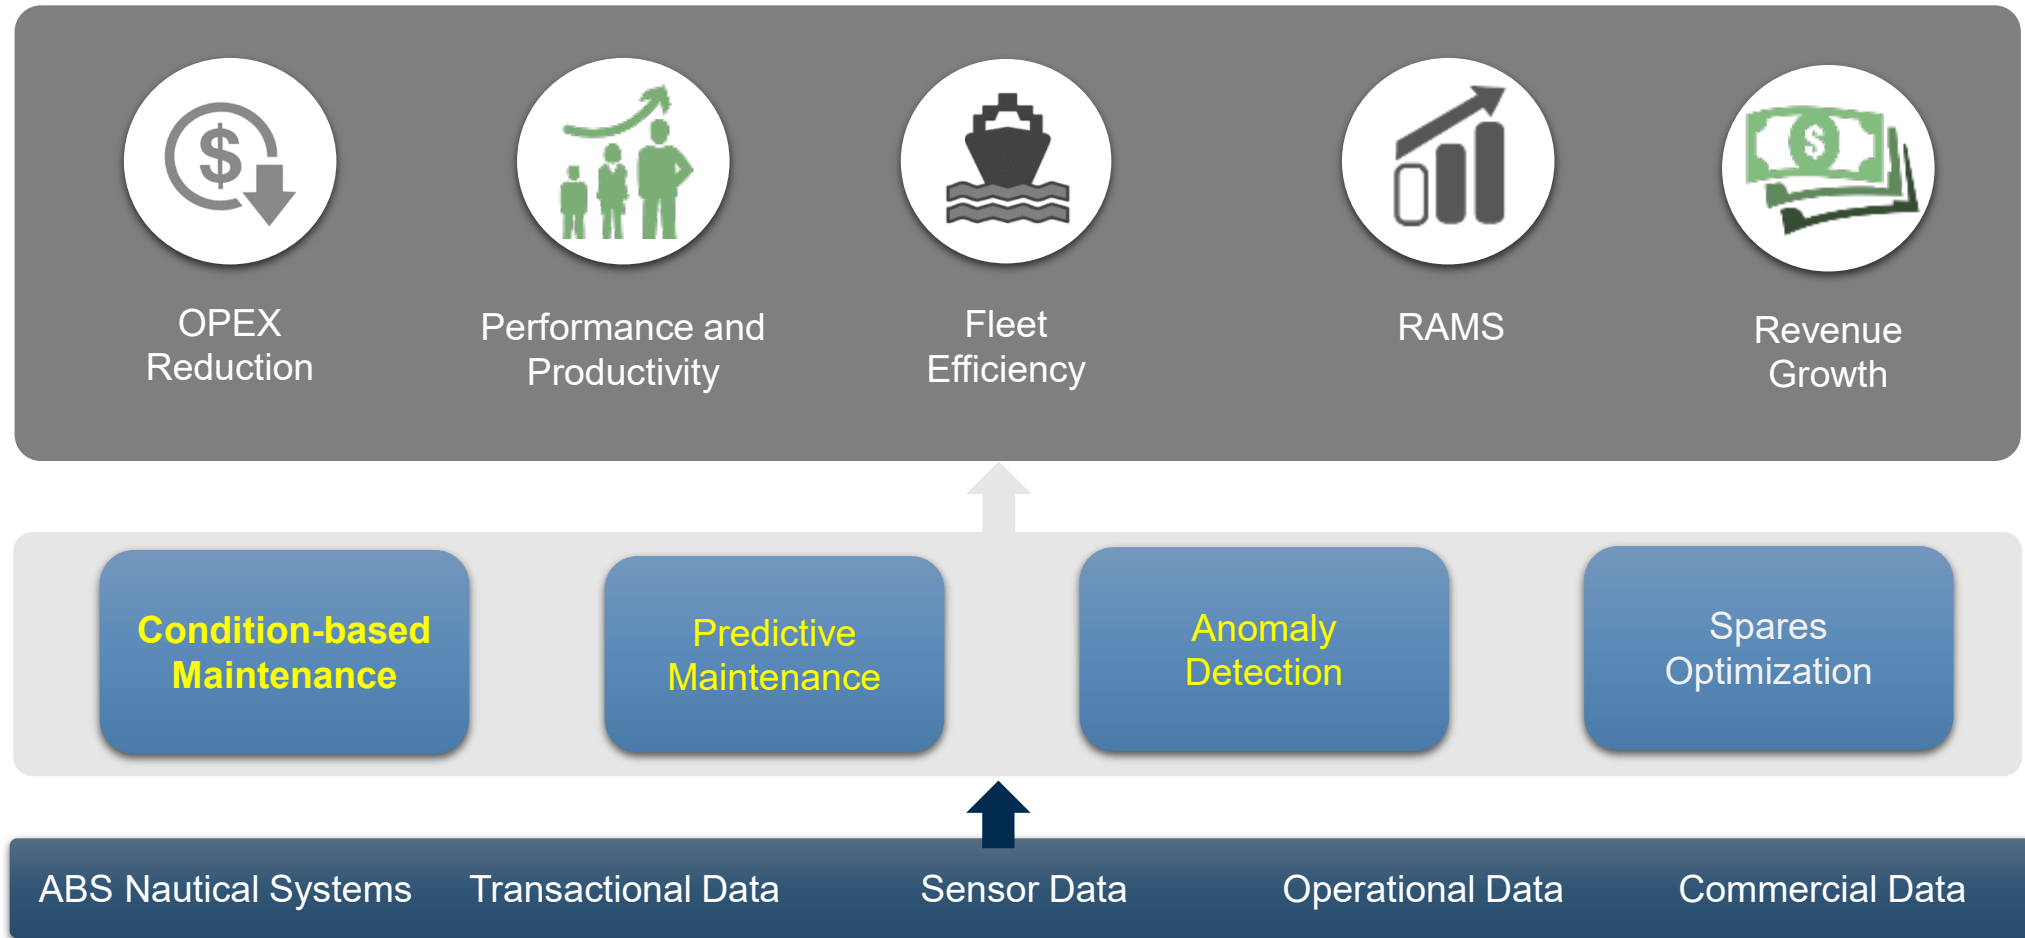 $
$
OPEX
Reduction
Performance and
Productivity
Fleet
Efficiency
RAMS
Revenue
Growth
Condition-based
Maintenance
Predictive
Maintenance
Anomaly
Detection
Spares
Optimization
ABS Nautical Systems
Transactional Data
Sensor Data
Operational Data
Commercial Data